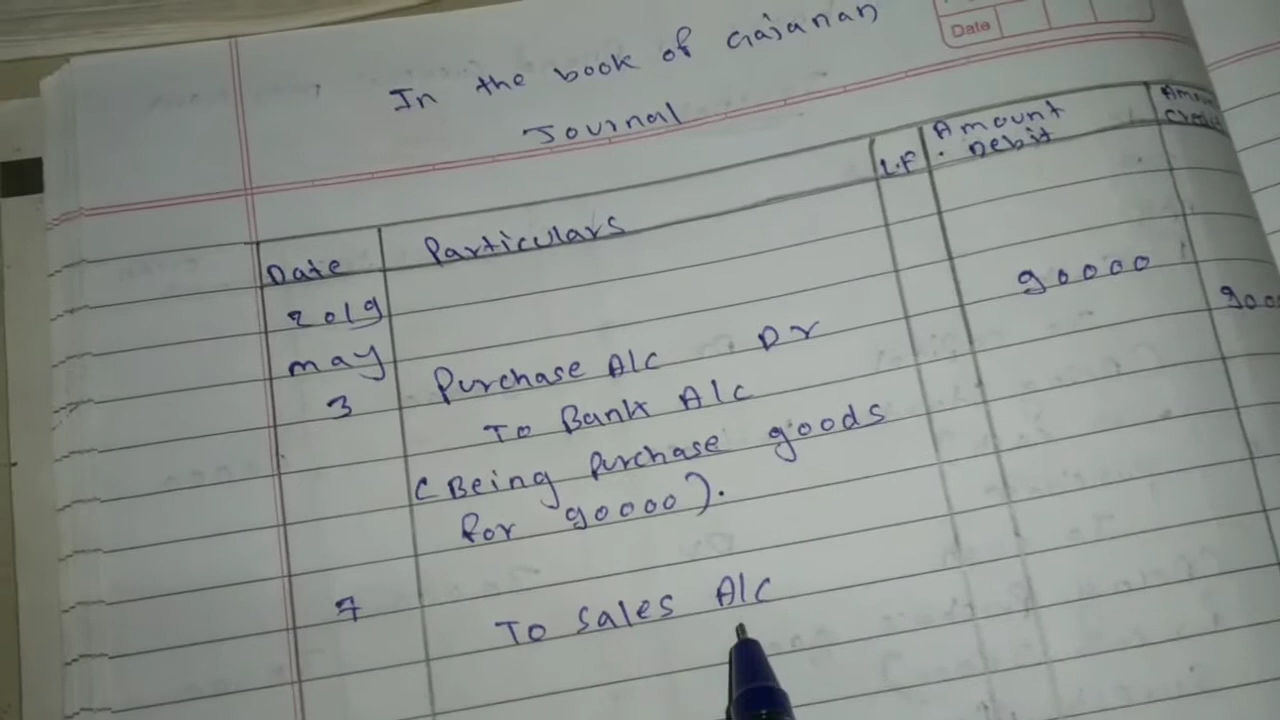 Date
In the book of Gajanan
Journal
Date Particulars L.F Amount Debit
2019
may
3 Purchase A/c Dr 90000
To Bank A/c
(Being Purchase goods
for 90000).
7 To Sales A/c